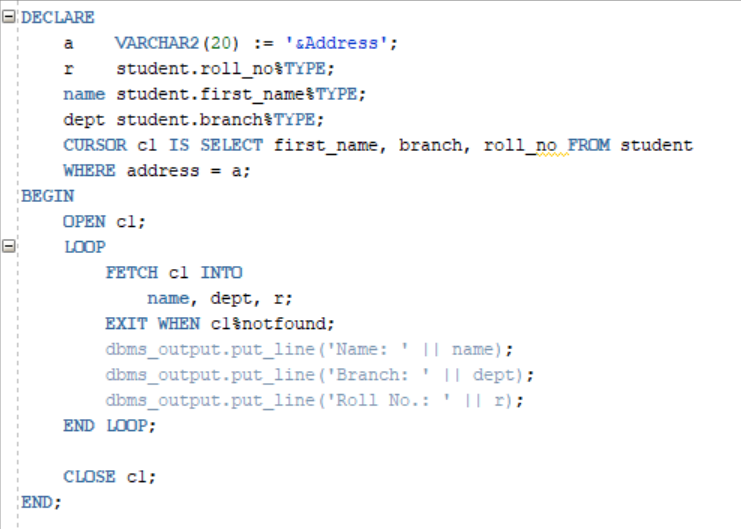 DECLARE
    a    VARCHAR2(20) := '&Address';
    r    student.roll_no%TYPE;
    name student.first_name%TYPE;
    dept student.branch%TYPE;
    CURSOR c1 IS SELECT first_name, branch, roll_no FROM student
    WHERE address = a;
BEGIN
    OPEN c1;
    LOOP
        FETCH c1 INTO
            name, dept, r;
        EXIT WHEN c1%notfound;
        dbms_output.put_line('Name: ' || name);
        dbms_output.put_line('Branch: ' || dept);
        dbms_output.put_line('Roll No.: ' || r);
    END LOOP;

    CLOSE c1;
END;